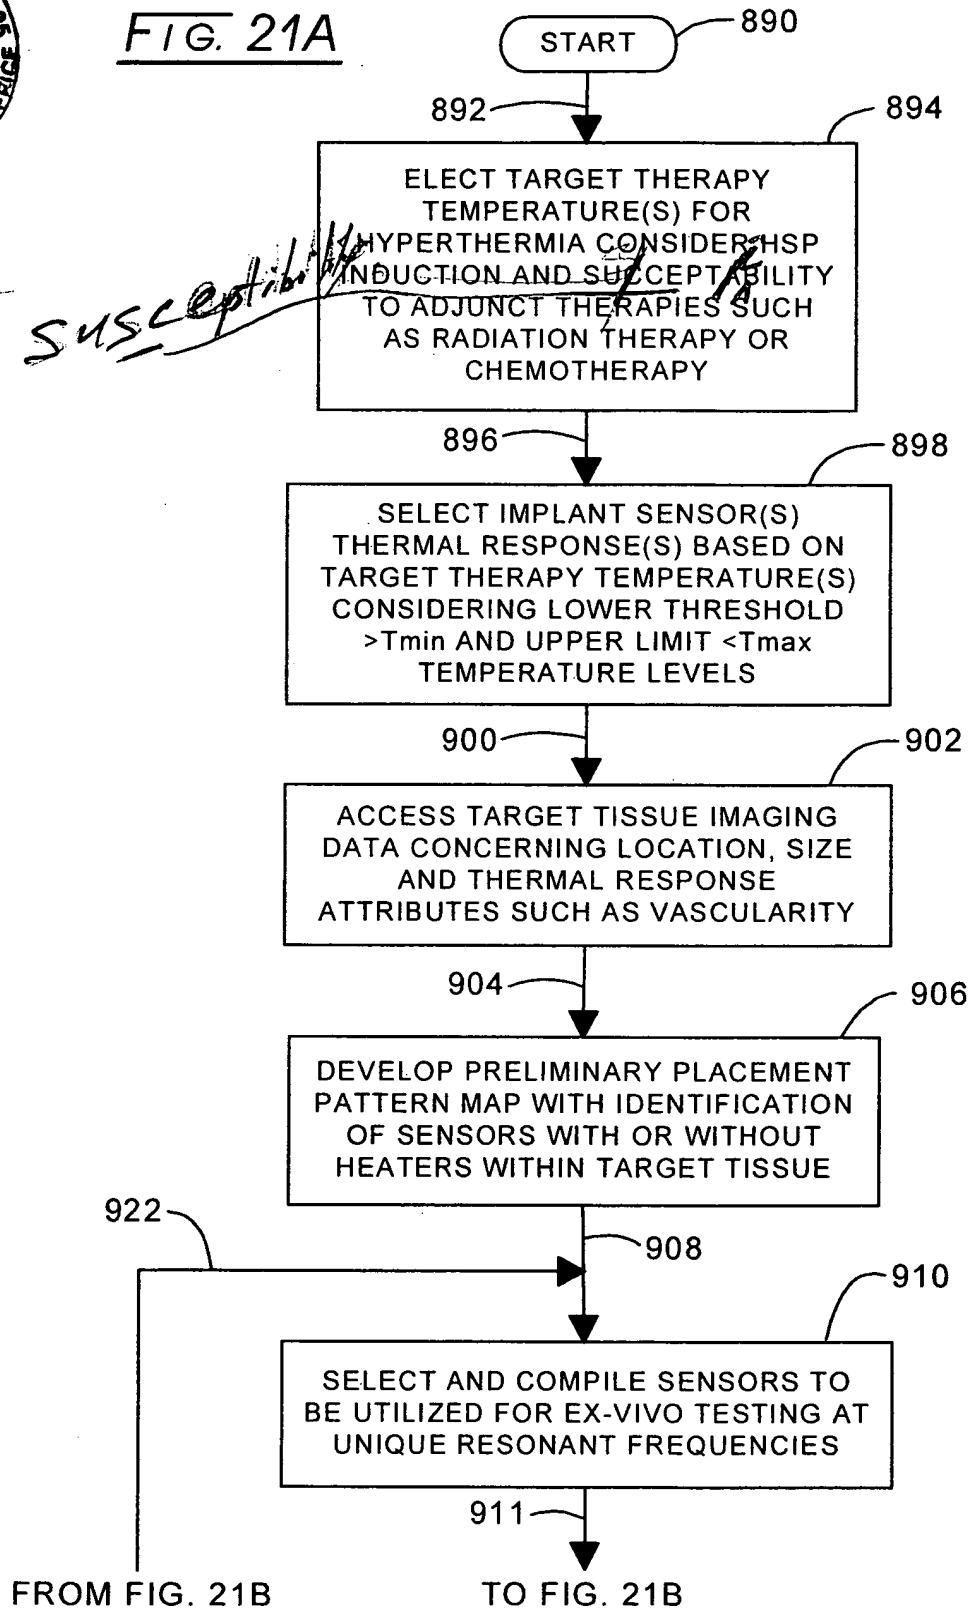 FIG. 21A
START
890
892
894
ELECT TARGET THERAPY
TEMPERATURE(S) FOR
HYPERTHERMIA CONSIDER HSP
INDUCTION AND SUCCEPTABILITY
TO ADJUNCT THERAPIES SUCH
AS RADIATION THERAPY OR
CHEMOTHERAPY
Susceptibility
896
898
SELECT IMPLANT SENSOR(S)
THERMAL RESPONSE(S) BASED ON
TARGET THERAPY TEMPERATURE(S)
CONSIDERING LOWER THRESHOLD
>Tmin AND UPPER LIMIT <Tmax
TEMPERATURE LEVELS
900
902
ACCESS TARGET TISSUE IMAGING
DATA CONCERNING LOCATION, SIZE
AND THERMAL RESPONSE
ATTRIBUTES SUCH AS VASCULARITY
904
906
DEVELOP PRELIMINARY PLACEMENT
PATTERN MAP WITH IDENTIFICATION
OF SENSORS WITH OR WITHOUT
HEATERS WITHIN TARGET TISSUE
922
908
910
SELECT AND COMPILE SENSORS TO
BE UTILIZED FOR EX-VIVO TESTING AT
UNIQUE RESONANT FREQUENCIES
911
FROM FIG. 21B
TO FIG. 21B